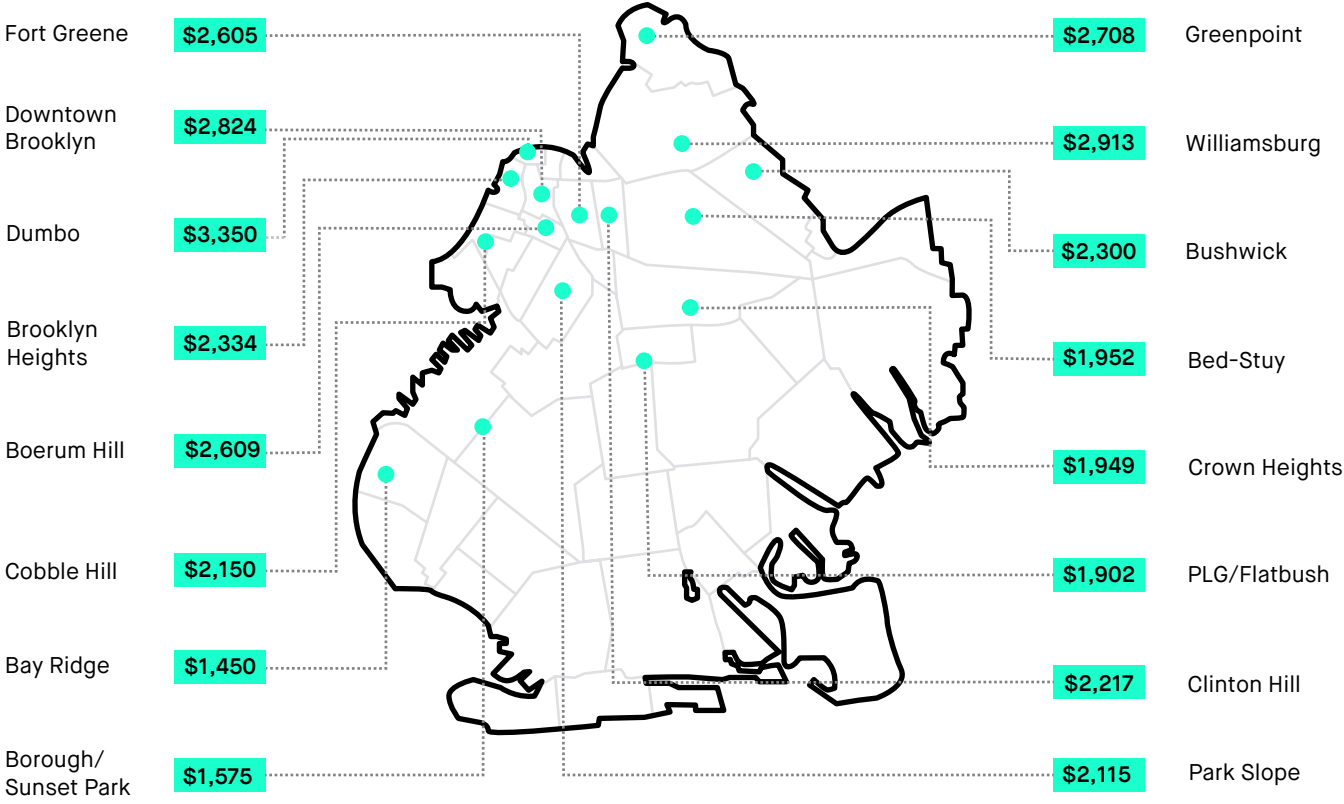 Fort Greene
$2,605
Downtown
Brooklyn
$2,824
Dumbo
$3,350
Brooklyn
Heights
$2,334
Boerum Hill
$2,609
Cobble Hill
$2,150
Bay Ridge
$1,450
Borough/
Sunset Park
$1,575
$2,708
Greenpoint
$2,913
Williamsburg
$2,300
Bushwick
$1,952
Bed-Stuy
$1,949
Crown Heights
$1,902
PLG/Flatbush
$2,217
Clinton Hill
$2,115
Park Slope